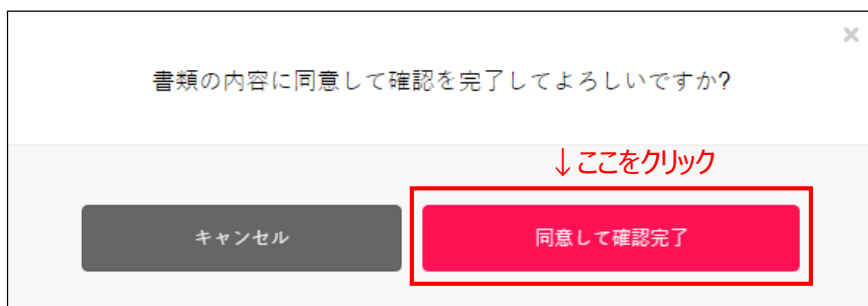 ×
書類の内容に同意して確認を完了してよろしいですか?
↓ここをクリック
キャンセル
同意して確認完了